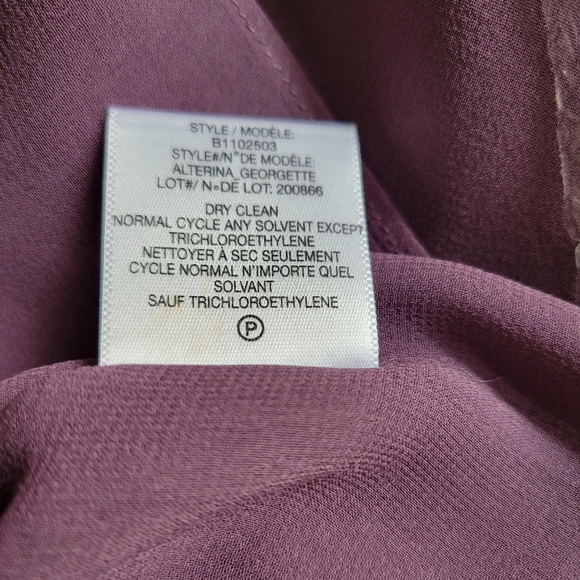 STYLE / MODÈLE:
B1102503
STYLE#/N° DE MODÈLE:
ALTERINA_GEORGETTE
LOT#/ N° DE LOT: 200866
DRY CLEAN
NORMAL CYCLE ANY SOLVENT EXCEPT
TRICHLOROETHYLENE
NETTOYER À SEC SEULEMENT
CYCLE NORMAL N'IMPORTE QUEL
SOLVANT
SAUF TRICHLOROETHYLENE
P